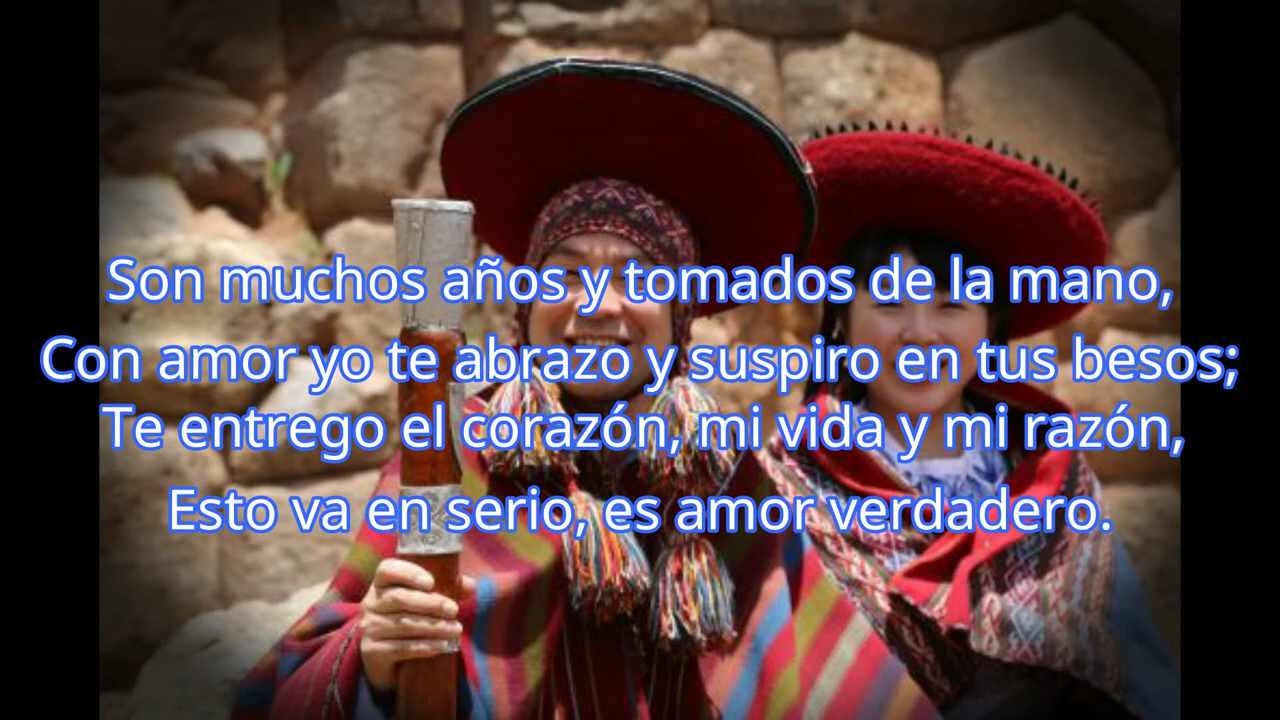 Son muchos años y tomados de la mano,
Con amor yo te abrazo y suspiro en tus besos;
Te entrego el corazón, mi vida y mi razón,
Esto va en serio, es amor verdadero.